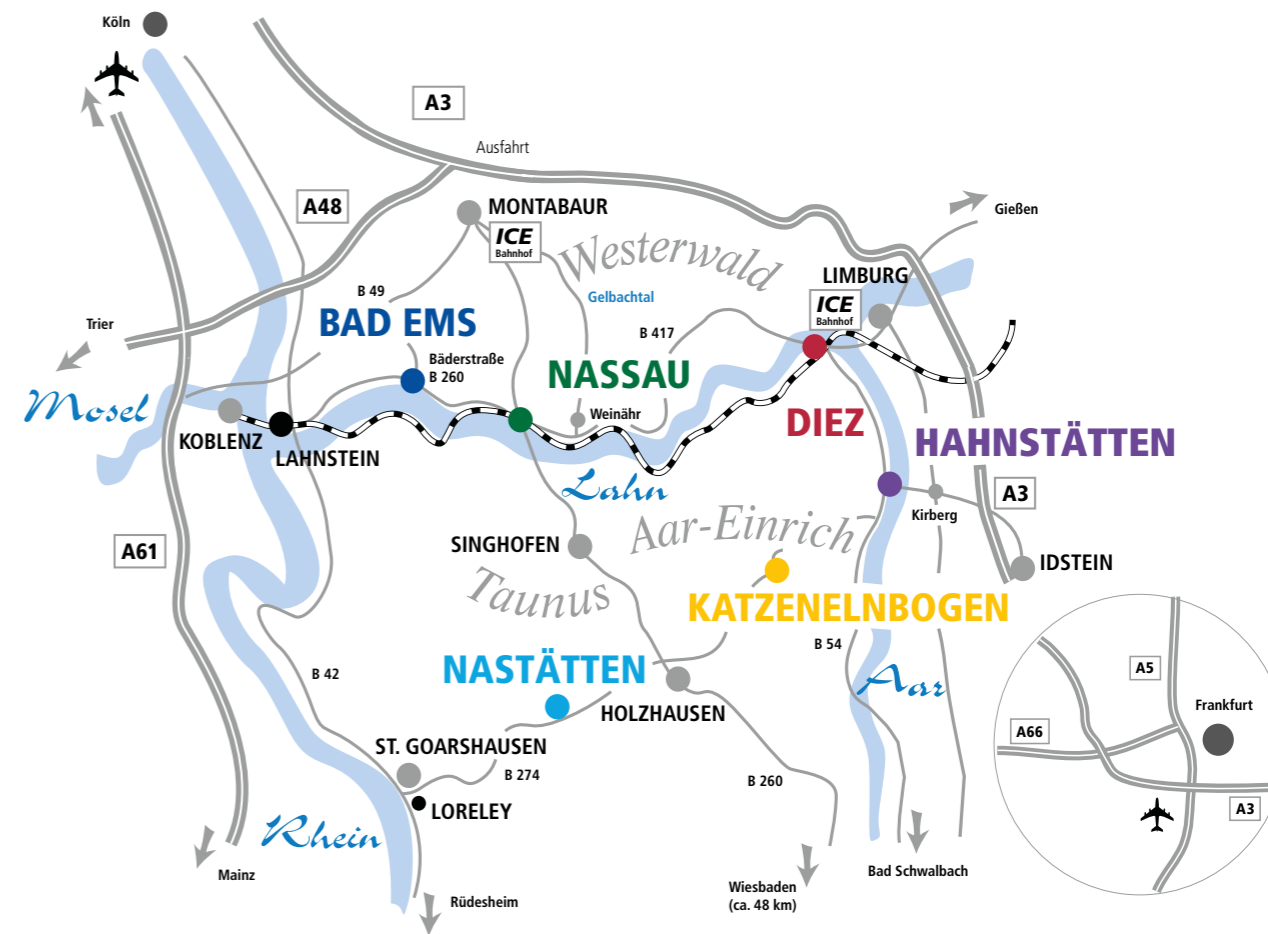 Köln
A3
Ausfahrt
A48
MONTABAUR
ICE
Bahnhof
Westerwald
Gießen
LIMBURG
ICE
Bahnhof
B 49
Gelbachtal
Trier
BAD EMS
B 417
Bäderstraße
B 260
NASSAU
Mosel
Weinähr
KOBLENZ
LAHNSTEIN
DIEZ
HAHNSTÄTTEN
Lahn
A3
Kirberg
Aar-Einrich
A61
SINGHOFEN
IDSTEIN
Taunus
KATZENELNBOGEN
B 54
NASTÄTTEN
B 42
Aar
A5
HOLZHAUSEN
Frankfurt
A66
ST. GOARSHAUSEN
B 274
B 260
LORELEY
A3
Rhein
Mainz
Bad Schwalbach
Wiesbaden
(ca. 48 km)
Rüdesheim